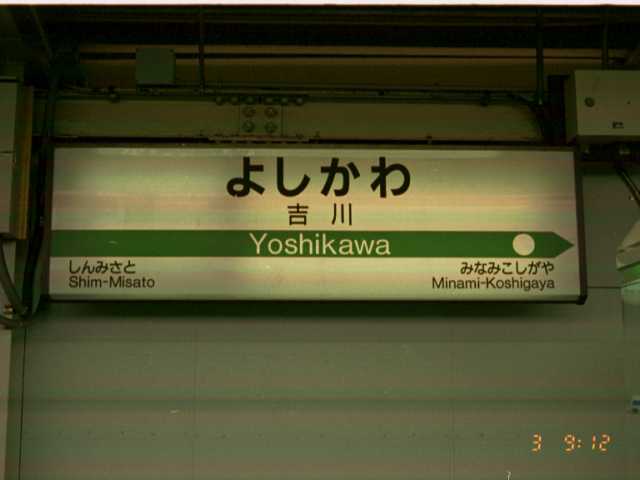 よしかわ
吉川
Yoshikawa
しんみさと
Shim-Misato
みなみこしがや
Minami-Koshigaya
3 9:12